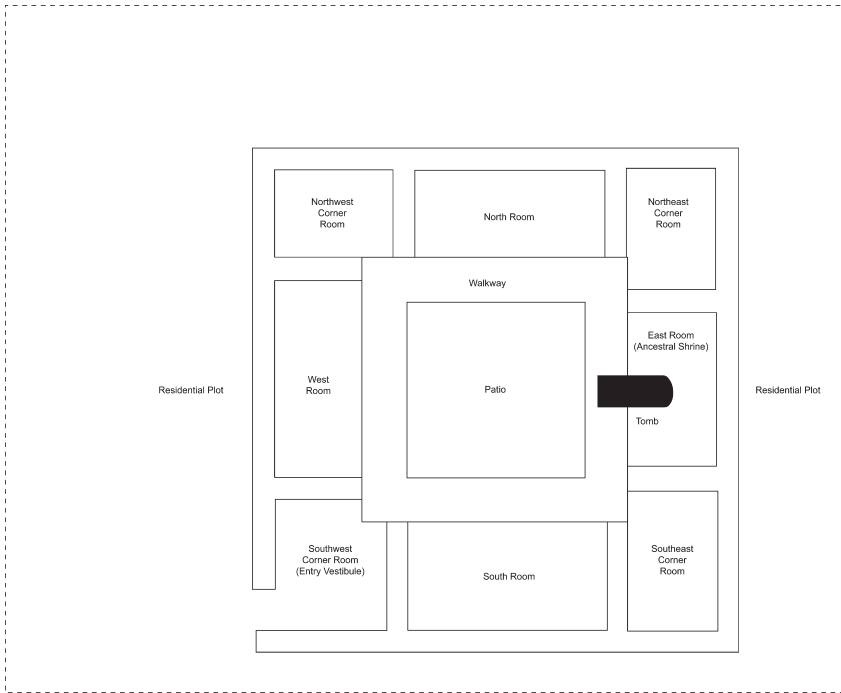 Northwest
Corner
Room
North Room
Northeast
Corner
Room
Walkway
East Room
(Ancestral Shrine)
Residential Plot
West
Room
Patio
Residential Plot
Tomb
Southwest
Corner Room
(Entry Vestibule)
South Room
Southeast
Corner
Room